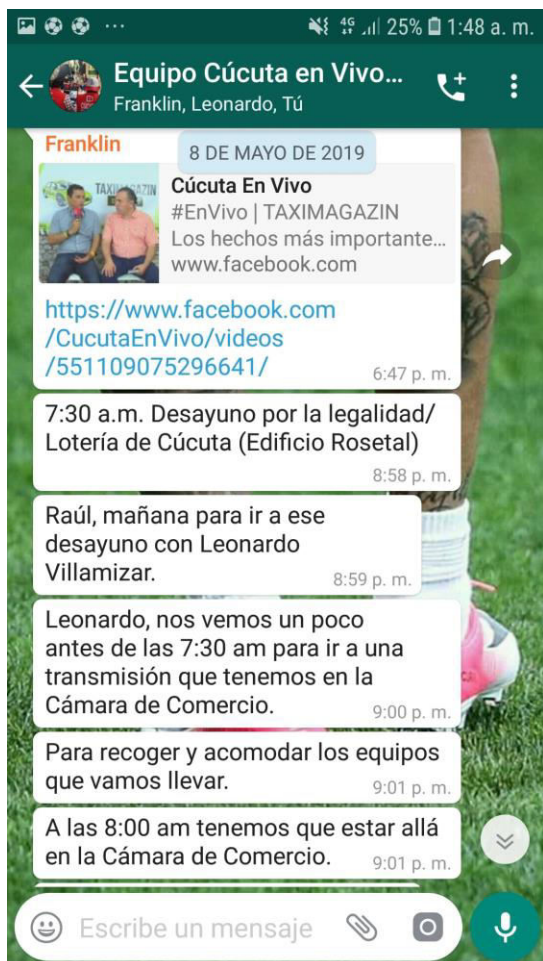 25% 1:48 a. m.
4G
Equipo Cúcuta en Vivo...
Franklin, Leonardo, Tú
Franklin
8 DE MAYO DE 2019
TAXIMAGAZIN
Cúcuta En Vivo
#EnVivo | TAXIMAGAZIN
Los hechos más importante...
www.facebook.com
https://www.facebook.com
/CucutaEnVivo/videos
/551109075296641/
6:47 p. m.
7:30 a.m. Desayuno por la legalidad/
Lotería de Cúcuta (Edificio Rosetal)
8:58 p. m.
Raúl, mañana para ir a ese
desayuno con Leonardo
Villamizar.
8:59 p. m.
Leonardo, nos vemos un poco
antes de las 7:30 am para ir a una
transmisión que tenemos en la
Cámara de Comercio.
9:00 p. m.
Para recoger y acomodar los equipos
que vamos llevar.
9:01 p. m.
A las 8:00 am tenemos que estar allá
en la Cámara de Comercio.
9:01 p. m.
Escribe un mensaje